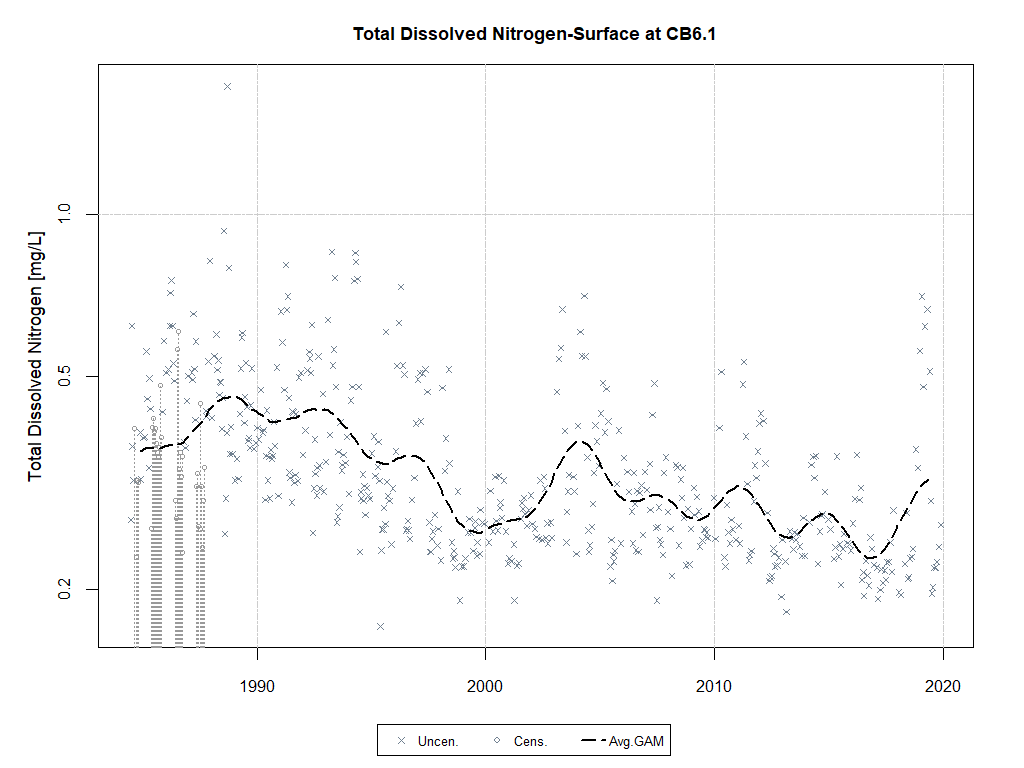 Total Dissolved Nitrogen-Surface at CB6.1
Total Dissolved Nitrogen [mg/L]
1.0
0.5
0.2
1990 2000 2010 2020
Uncen. Cens. Avg.GAM